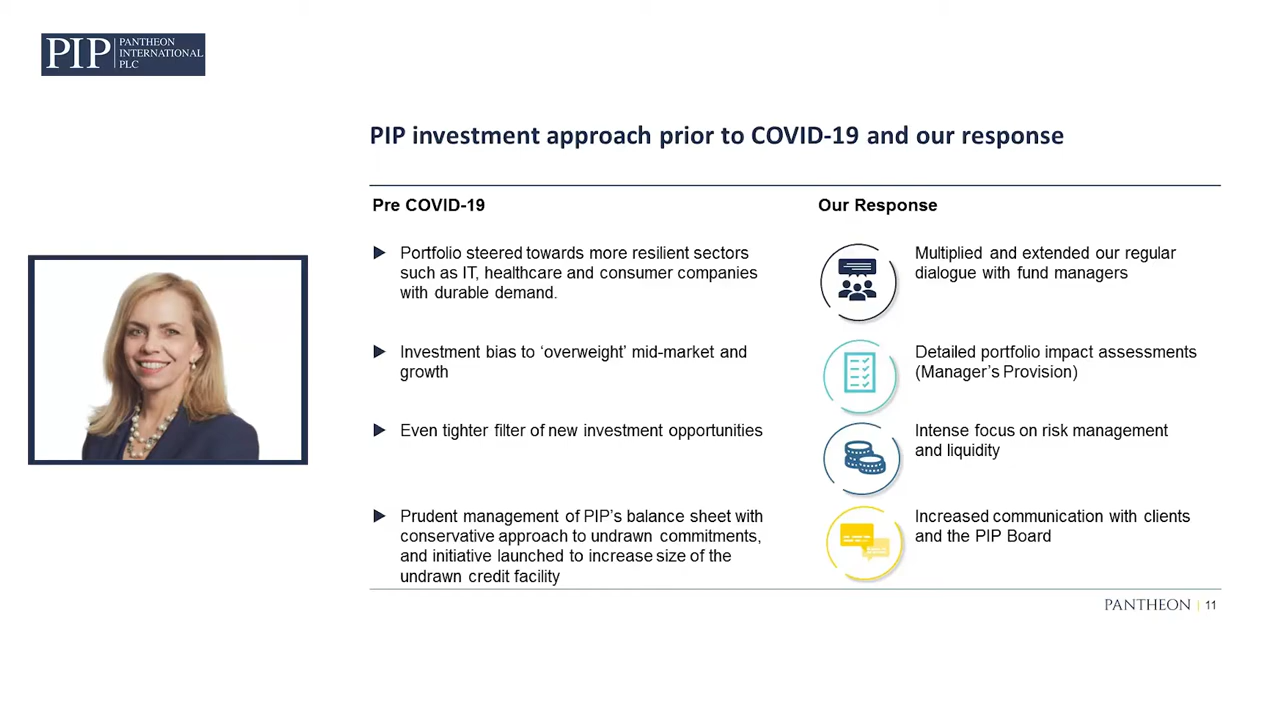 PIP
PANTHEON
INTERNATIONAL
PLC
PIP investment approach prior to COVID-19 and our response
Pre COVID-19
Portfolio steered towards more resilient sectors
such as IT, healthcare and consumer companies
with durable demand.
Investment bias to ‘overweight’ mid-market and
growth
Even tighter filter of new investment opportunities
Prudent management of PIP’s balance sheet with
conservative approach to undrawn commitments,
and initiative launched to increase size of the
undrawn credit facility
Our Response
Multiplied and extended our regular
dialogue with fund managers
Detailed portfolio impact assessments
(Manager’s Provision)
Intense focus on risk management
and liquidity
Increased communication with clients
and the PIP Board
PANTHEON | 11